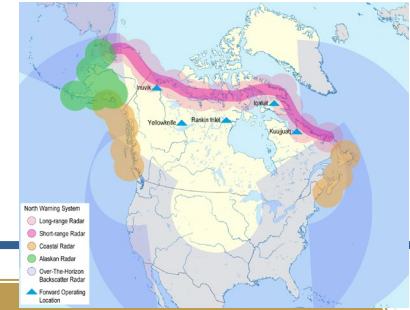 Inuvik
Yellowknife
Rankin Inlet
Iqaluit
Kuujjuaq
North Warning System
Long-range Radar
Short-range Radar
Coastal Radar
Alaskan Radar
Over-The-Horizon
Backscatter Radar
Forward Operating
Location